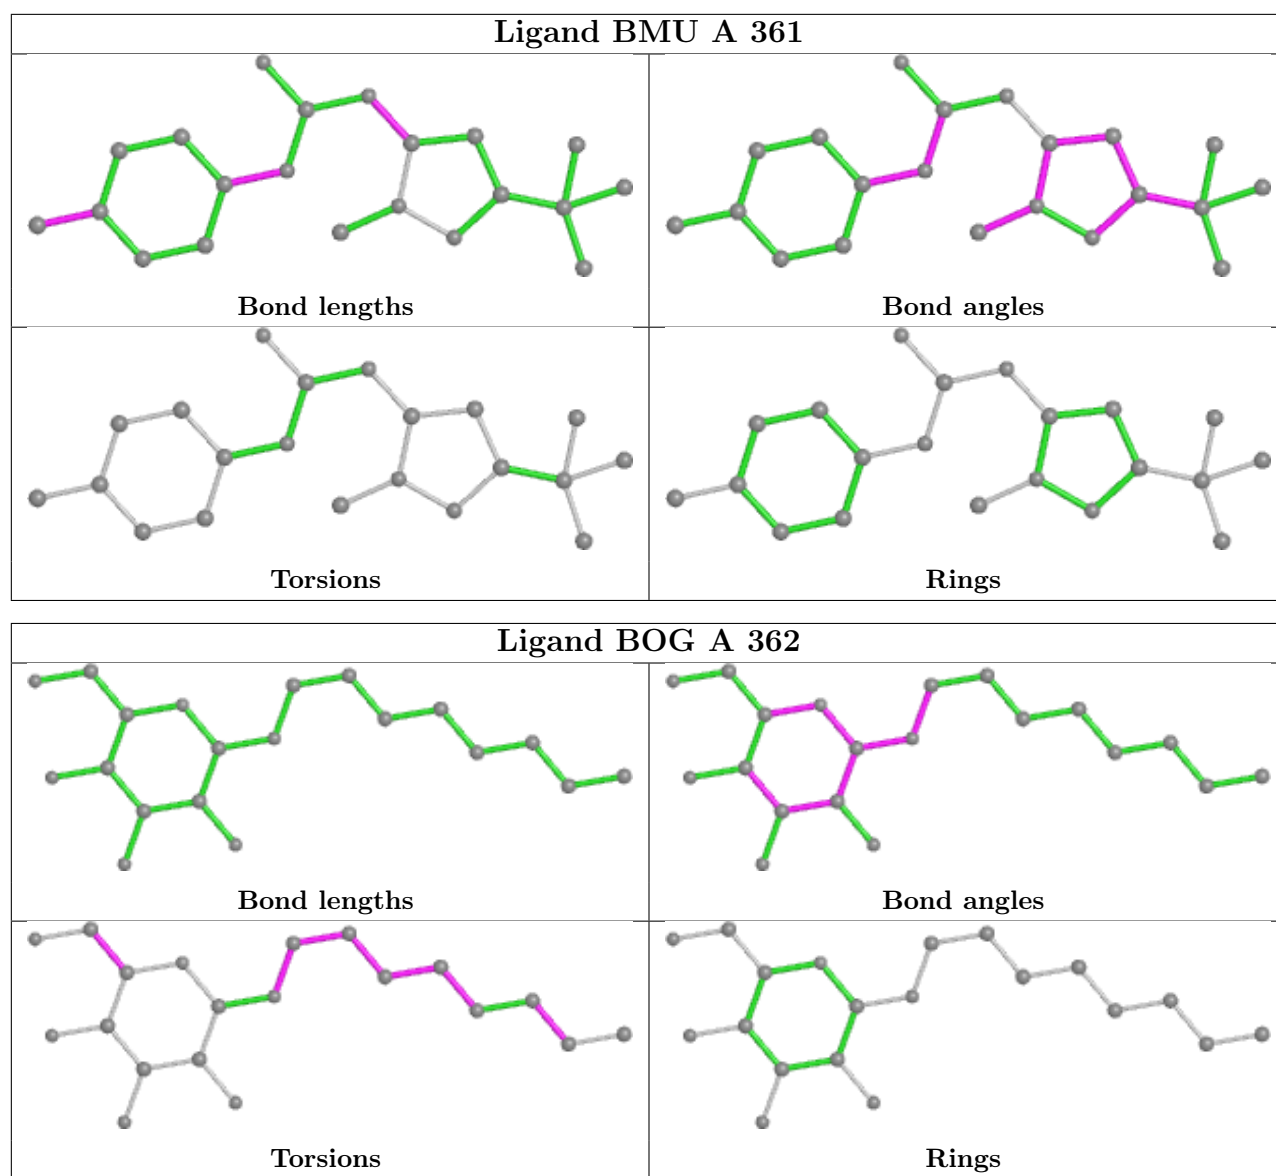 Ligand BMU A 361
Bond lengths
Bond angles
Torsions
Rings
Ligand BOG A 362
Bond lengths
Bond angles
Torsions
Rings